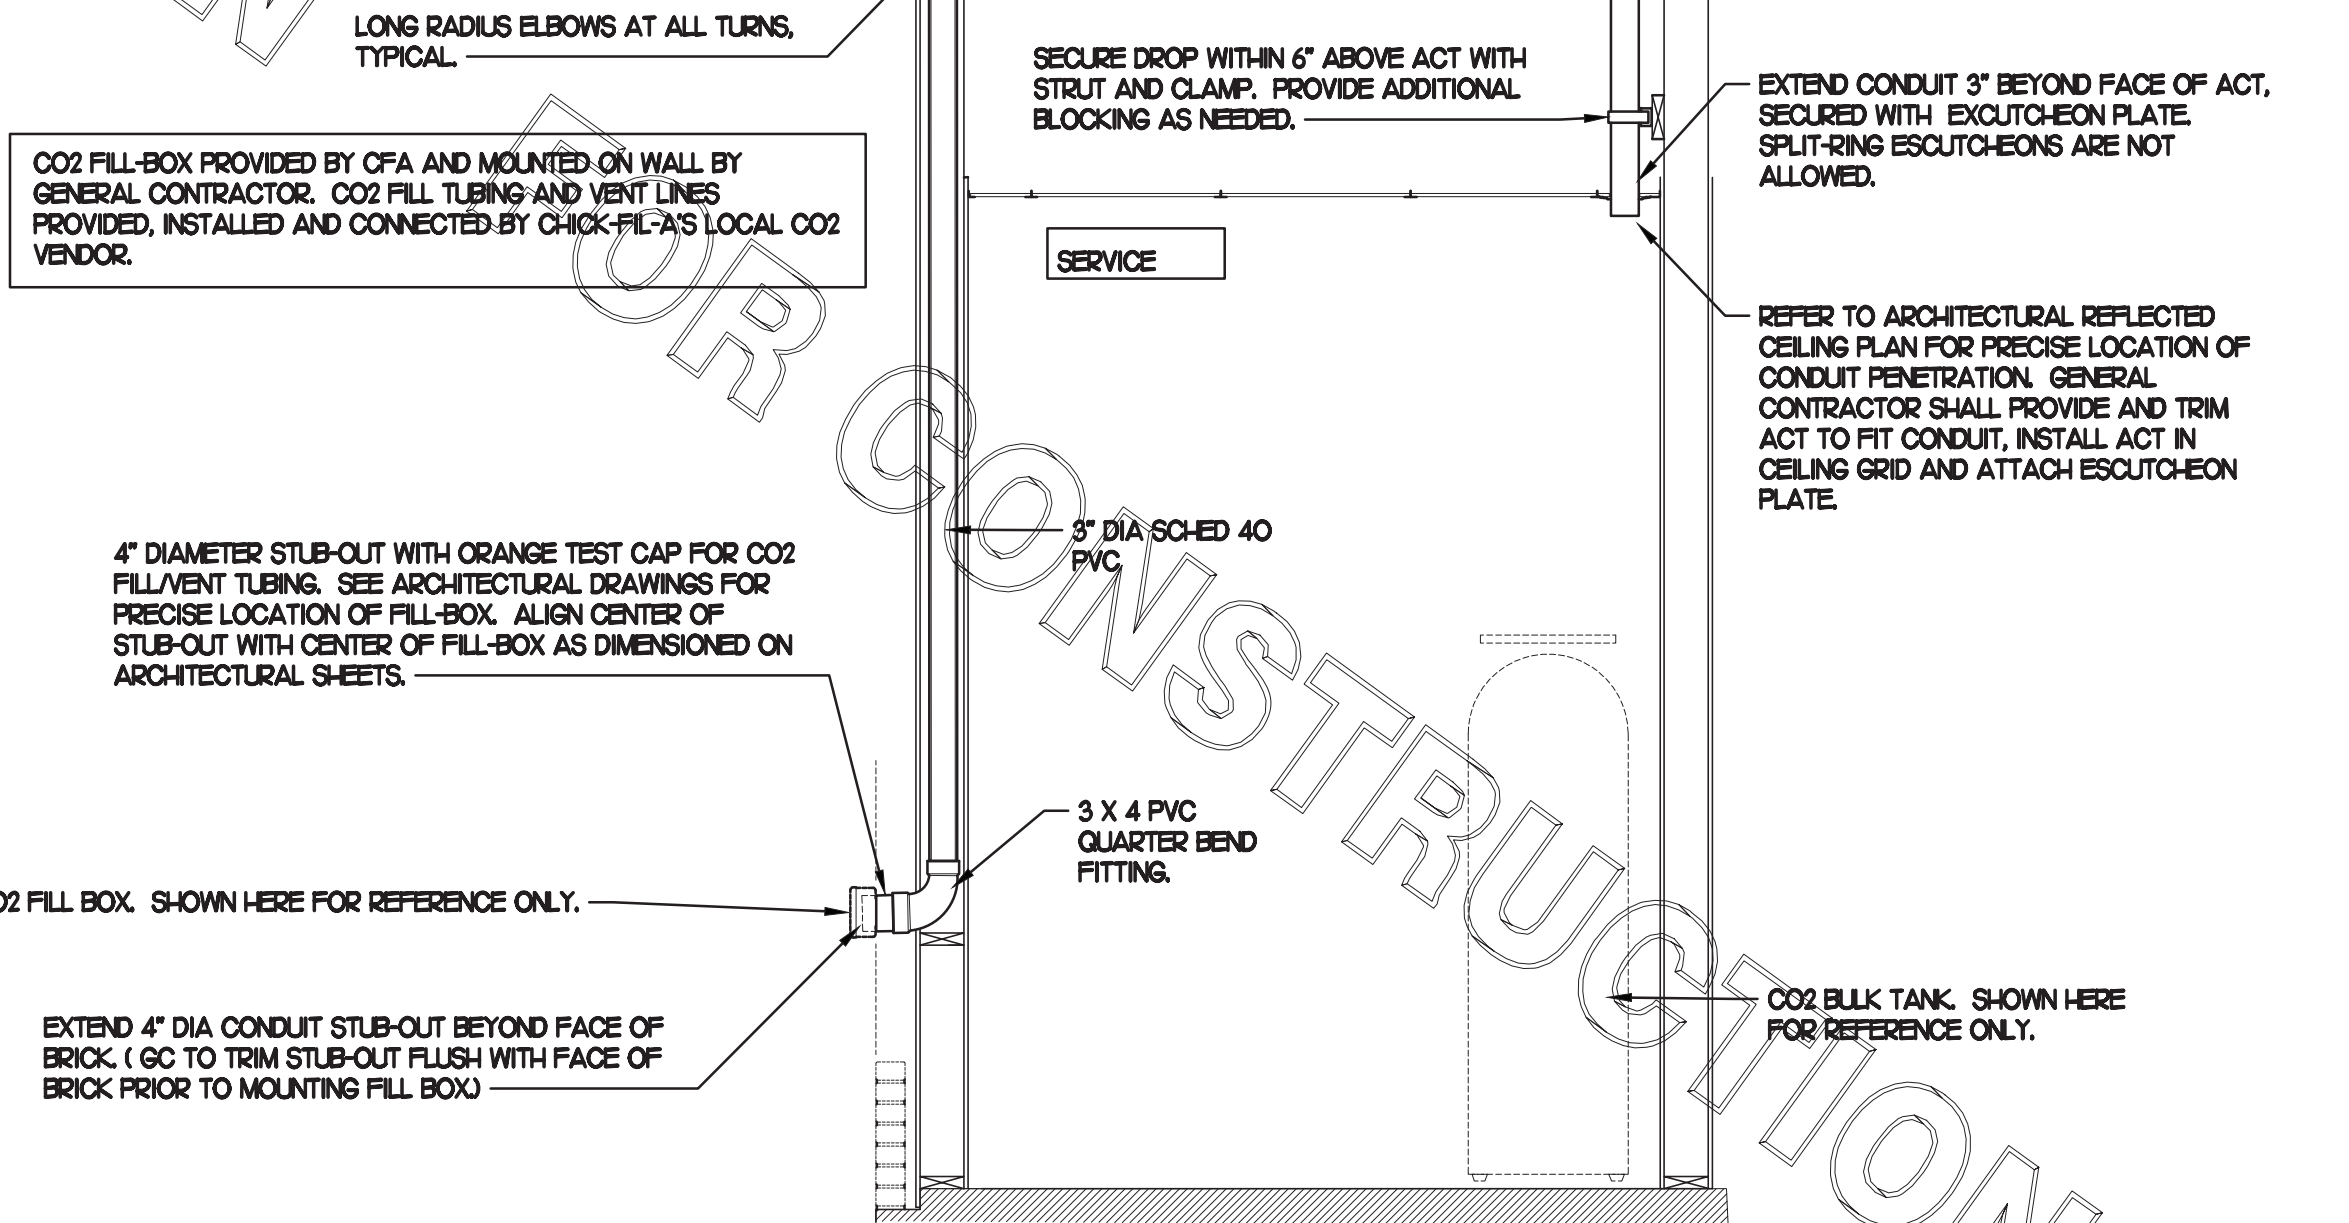 LONG RADIUS ELBOWS AT ALL TURNS,
TYPICAL.
SECURE DROP WITHIN 6" ABOVE ACT WITH
STRUT AND CLAMP. PROVIDE ADDITIONAL
BLOCKING AS NEEDED.
EXTEND CONDUIT 3" BEYOND FACE OF ACT,
SECURED WITH EXCUTCHEON PLATE.
SPLIT-RING ESCUTCHEONS ARE NOT
ALLOWED.
CO2 FILL-BOX PROVIDED BY CFA AND MOUNTED ON WALL BY
GENERAL CONTRACTOR. CO2 FILL TUBING AND VENT LINES
PROVIDED, INSTALLED AND CONNECTED BY CHICK-FIL-A'S LOCAL CO2
VENDOR.
SERVICE
REFER TO ARCHITECTURAL REFLECTED
CEILING PLAN FOR PRECISE LOCATION OF
CONDUIT PENETRATION. GENERAL
CONTRACTOR SHALL PROVIDE AND TRIM
ACT TO FIT CONDUIT, INSTALL ACT IN
CEILING GRID AND ATTACH ESCUTCHEON
PLATE.
3" DIA SCHED 40
PVC
4" DIAMETER STUB-OUT WITH ORANGE TEST CAP FOR CO2
FILL/VENT TUBING. SEE ARCHITECTURAL DRAWINGS FOR
PRECISE LOCATION OF FILL-BOX. ALIGN CENTER OF
STUB-OUT WITH CENTER OF FILL-BOX AS DIMENSIONED ON
ARCHITECTURAL SHEETS.
3 X 4 PVC
QUARTER BEND
FITTING.
O2 FILL BOX. SHOWN HERE FOR REFERENCE ONLY.
EXTEND 4" DIA CONDUIT STUB-OUT BEYOND FACE OF
BRICK. ( GC TO TRIM STUB-OUT FLUSH WITH FACE OF
BRICK PRIOR TO MOUNTING FILL BOX.)
CO2 BULK TANK. SHOWN HERE
FOR REFERENCE ONLY.
FOR CONSTRUCTION